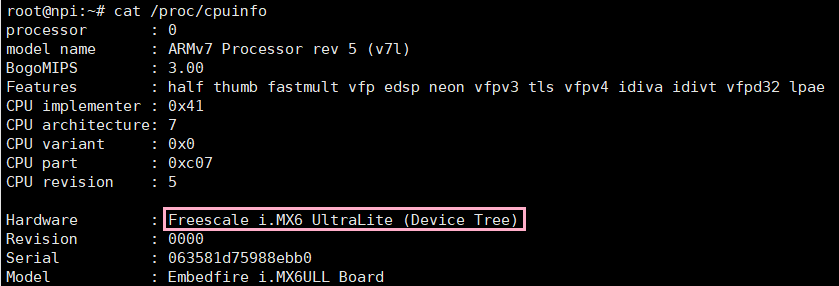 root@npi:~# cat /proc/cpuinfo
processor       : 0
model name      : ARMv7 Processor rev 5 (v7l)
BogoMIPS        : 3.00
Features        : half thumb fastmult vfp edsp neon vfpv3 tls vfpv4 idiva idivt vfpd32 lpae
CPU implementer : 0x41
CPU architecture: 7
CPU variant     : 0x0
CPU part        : 0xc07
CPU revision    : 5
Hardware        : Freescale i.MX6 UltraLite (Device Tree)
Revision        : 0000
Serial          : 063581d75988ebb0
Model           : Embedfire i.MX6ULL Board